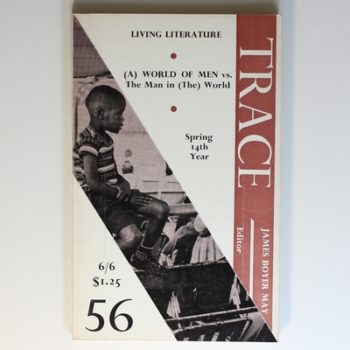 LIVING LITERATURE
(A) WORLD OF MEN vs.
The Man in (The) World
Spring
14th
Year
TRACE
JAMES BOYER MAY
Editor
6/6
$1.25
56